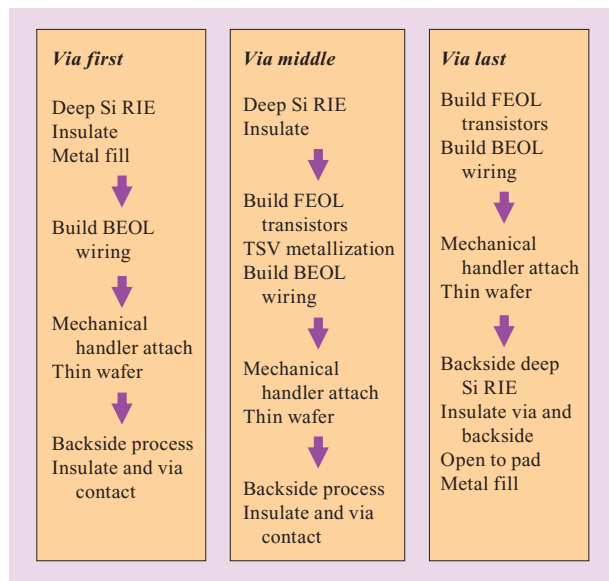 Via first
Deep Si RIE
Insulate
Metal fill
Build BEOL
wiring
Mechanical
handler attach
Thin wafer
Backside process
Insulate and via
contact
Via middle
Deep Si RIE
Insulate
Build FEOL
transistors
TSV metallization
Build BEOL
wiring
Mechanical
handler attach
Thin wafer
Backside process
Insulate and via
contact
Via last
Build FEOL
transistors
Build BEOL
wiring
Mechanical
handler attach
Thin wafer
Backside deep
Si RIE
Insulate via and
backside
Open to pad
Metal fill